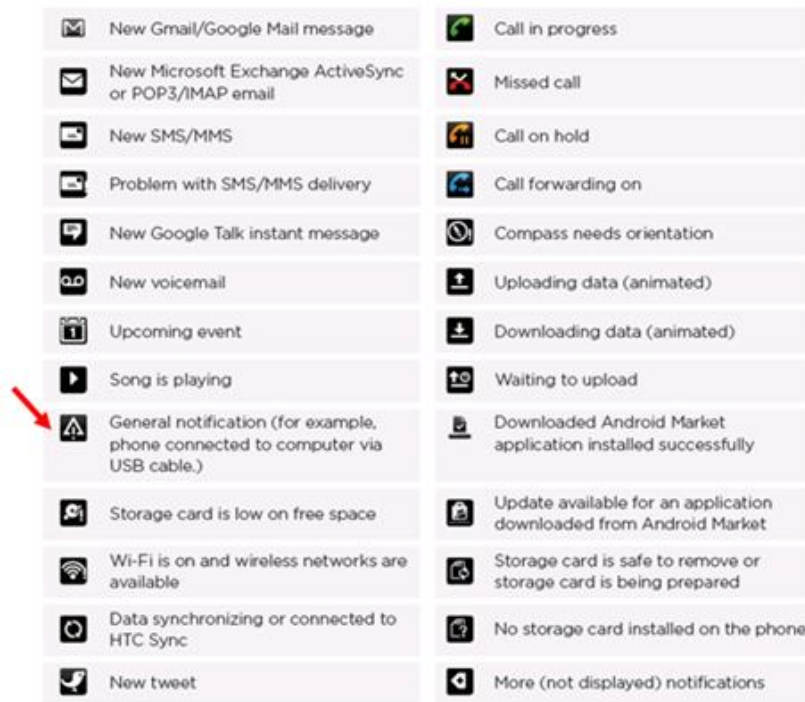 New Gmail/Google Mail message
New Microsoft Exchange ActiveSync
or POP3/IMAP email
New SMS/MMS
Problem with SMS/MMS delivery
New Google Talk instant message
New voicemail
Upcoming event
Song is playing
General notification (for example,
phone connected to computer via
USB cable.)
Storage card is low on free space
Wi-Fi is on and wireless networks are
available
Data synchronizing or connected to
HTC Sync
New tweet
Call in progress
Missed call
Call on hold
Call forwarding on
Compass needs orientation
Uploading data (animated)
Downloading data (animated)
Waiting to upload
Downloaded Android Market
application installed successfully
Update available for an application
downloaded from Android Market
Storage card is safe to remove or
storage card is being prepared
No storage card installed on the phone
More (not displayed) notifications